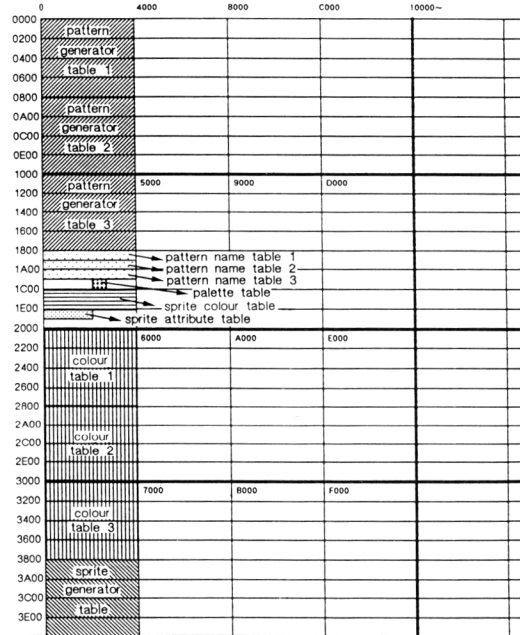 0 4000 8000 C000 10000~
0000
pattern
0200
generator
0400
table 1
0600
0800
pattern
0A00
generator
0C00
table 2
0E00
1000
pattern 5000 9000 D000
1200
generator
1400
table 3
1600
1800
pattern name table 1
1A00 pattern name table 2
pattern name table 3
1C00 palette table
sprite colour table
1E00
sprite attribute table
2000
6000 A000 E000
2200
colour
2400
table 1
2600
2800
2A00
colour
2C00
table 2
2E00
3000
7000 B000 F000
3200
colour
3400
table 3
3600
3800
sprite
3A00
generator
3C00
table
3E00